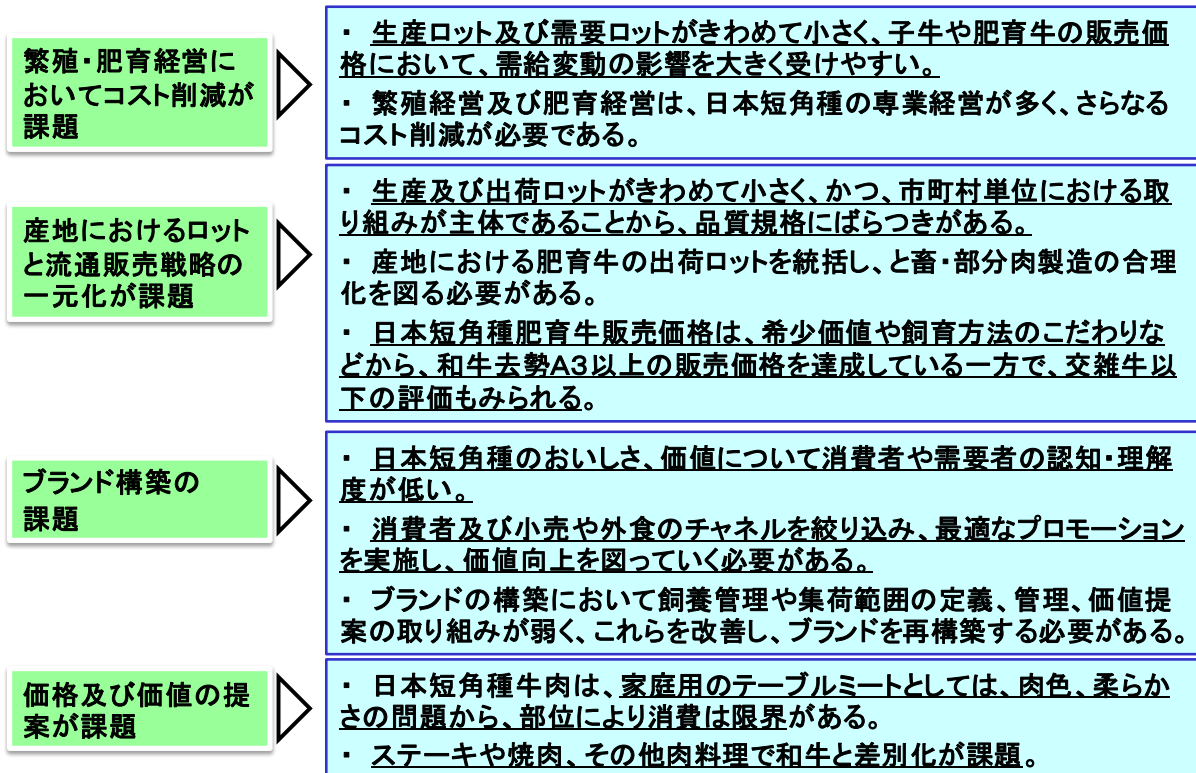 繁殖・肥育経営に
おいてコスト削減が
課題
・ 生産ロット及び需要ロットがきわめて小さく、子牛や肥育牛の販売価
格において、需給変動の影響を大きく受けやすい。
・ 繁殖経営及び肥育経営は、日本短角種の専業経営が多く、さらなる
コスト削減が必要である。
産地におけるロット
と流通販売戦略の
一元化が課題
・ 生産及び出荷ロットがきわめて小さく、かつ、市町村単位における取
り組みが主体であることから、品質規格にばらつきがある。
・ 産地における肥育牛の出荷ロットを統括し、と畜・部分肉製造の合理
化を図る必要がある。
・ 日本短角種肥育牛販売価格は、希少価値や飼育方法のこだわりな
どから、和牛去勢A3以上の販売価格を達成している一方で、交雑牛以
下の評価もみられる。
ブランド構築の
課題
・ 日本短角種のおいしさ、価値について消費者や需要者の認知・理解
度が低い。
・ 消費者及び小売や外食のチャネルを絞り込み、最適なプロモーション
を実施し、価値向上を図っていく必要がある。
・ ブランドの構築において飼養管理や集荷範囲の定義、管理、価値提
案の取り組みが弱く、これらを改善し、ブランドを再構築する必要がある。
価格及び価値の提
案が課題
・ 日本短角種牛肉は、家庭用のテーブルミートとしては、肉色、柔らか
さの問題から、部位により消費は限界がある。
・ ステーキや焼肉、その他肉料理で和牛と差別化が課題。